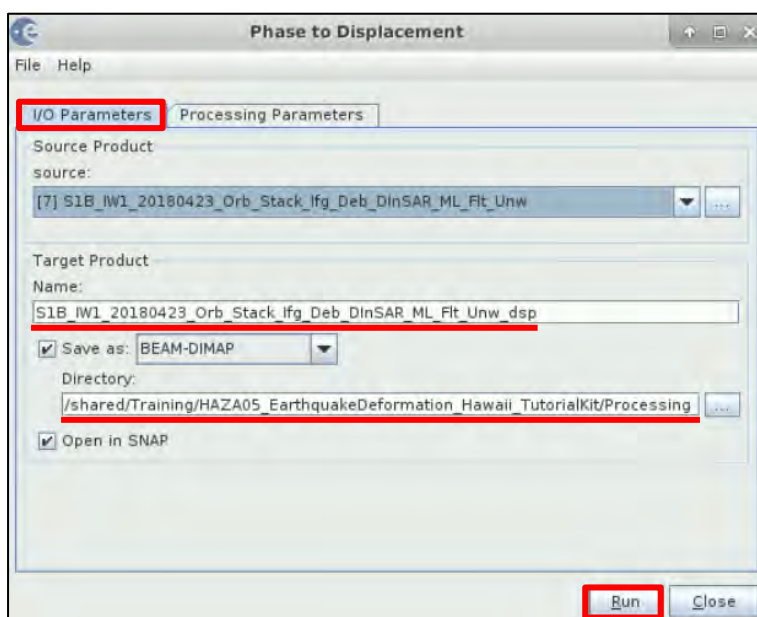 Phase to Displacement
File Help
I/O Parameters Processing Parameters
Source Product
source:
[7] S1B_IW1_20180423_Orb_Stack_Ifg_Deb_DInSAR_ML_Flt_Unw
...
Target Product
Name:
S1B_IW1_20180423_Orb_Stack_Ifg_Deb_DInSAR_ML_Flt_Unw_dsp
Save as: BEAM-DIMAP
Directory:
/shared/Training/HAZA05_EarthquakeDeformation_Hawaii_TutorialKit/Processing
...
Open in SNAP
Run Close